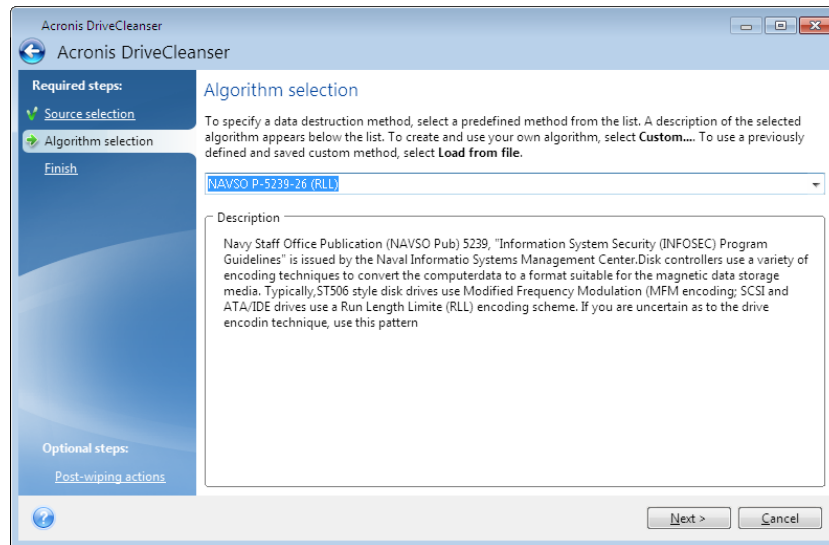 Acronis DriveCleanser
Acronis DriveCleanser
Required steps:
Source selection
Algorithm selection
Finish
Optional steps:
Post-wiping actions
Algorithm selection
To specify a data destruction method, select a predefined method from the list. A description of the selected
algorithm appears below the list. To create and use your own algorithm, select Custom.... To use a previously
defined and saved custom method, select Load from file.
NAVSO P-5239-26 (RLL)
Description
Navy Staff Office Publication (NAVSO Pub) 5239, "Information System Security (INFOSEC) Program
Guidelines" is issued by the Naval Informatio Systems Management Center.Disk controllers use a variety of
encoding techniques to convert the computerdata to a format suitable for the magnetic data storage
media. Typically,ST506 style disk drives use Modified Frequency Modulation (MFM encoding; SCSI and
ATA/IDE drives use a Run Length Limite (RLL) encoding scheme. If you are uncertain as to the drive
encodin technique, use this pattern
Next >
Cancel